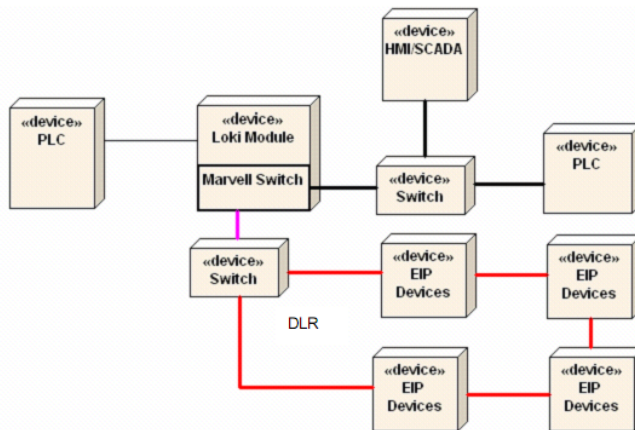 «device»
HMI/SCADA
«device»
PLC
«device»
Loki Module
Marvell Switch
«device»
Switch
«device»
PLC
«device»
Switch
«device»
EIP
Devices
«device»
EIP
Devices
DLR
«device»
EIP
Devices
«device»
EIP
Devices